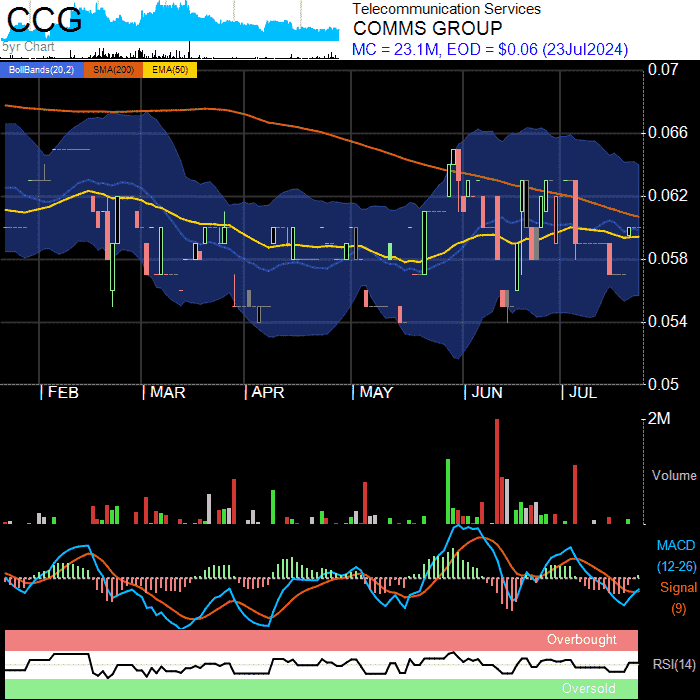 CCG
5yr Chart
Telecommunication Services
COMMS GROUP
MC = 23.1M, EOD = $0.06 (23Jul2024)
BollBands(20,2) SMA(200) EMA(50)
0.07
0.066
0.062
0.058
0.054
0.05
FEB MAR APR MAY JUN JUL
2M
Volume
MACD
(12-26)
Signal
(9)
Overbought
RSI(14)
Oversold